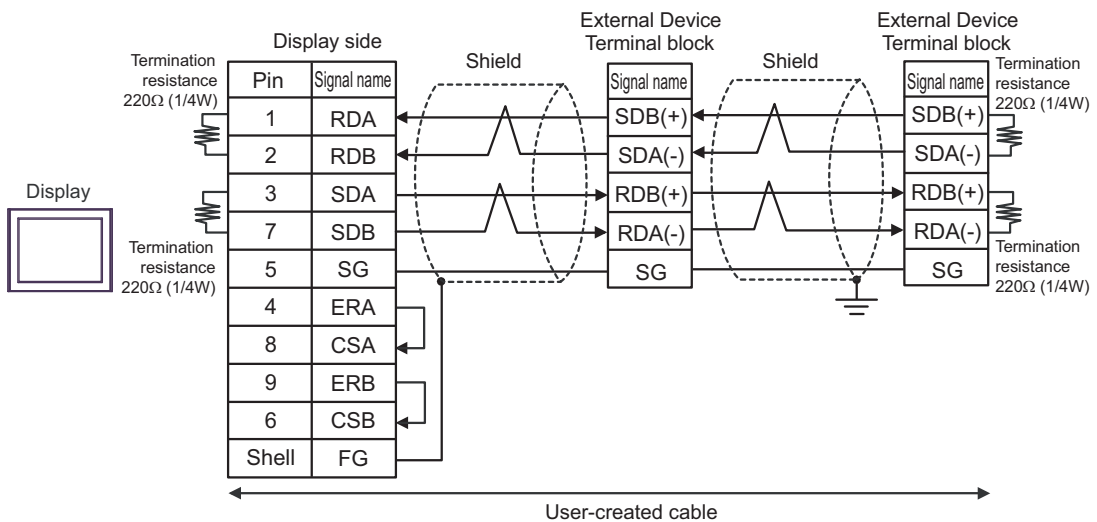 External Device
Terminal block
External Device
Terminal block
Display side
Shield
Shield
Termination
resistance
220Ω (1/4W)
Termination
resistance
220Ω (1/4W)
Pin Signal name
1 RDA
2 RDB
3 SDA
7 SDB
5 SG
4 ERA
8 CSA
9 ERB
6 CSB
Shell FG
Signal name
SDB(+)
SDA(-)
RDB(+)
RDA(-)
SG
Signal name
SDB(+)
SDA(-)
RDB(+)
RDA(-)
SG
Display
Termination
resistance
220Ω (1/4W)
Termination
resistance
220Ω (1/4W)
User-created cable